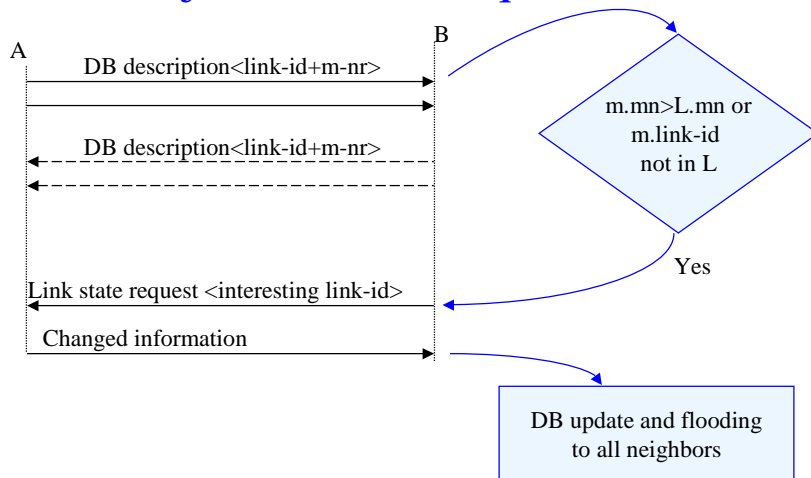 A
B
DB description<link-id+m-nr>
m.mn>L.mn or
m.link-id
not in L
DB description<link-id+m-nr>
Yes
Link state request <interesting link-id>
Changed information
DB update and flooding
to all neighbors